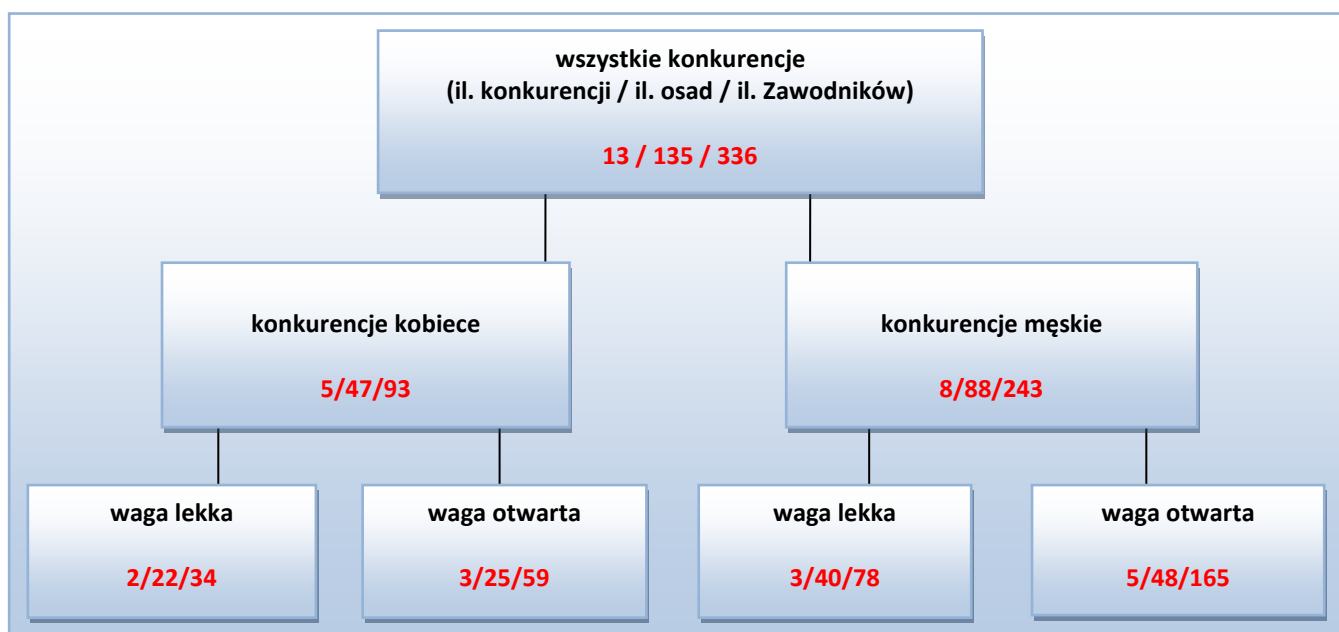 wszystkie konkurencje
(il. konkurencji / il. osad / il. Zawodników)
13 / 135 / 336
konkurencje kobiece
5/47/93
konkurencje męskie
8/88/243
waga lekka
2/22/34
waga otwarta
3/25/59
waga lekka
3/40/78
waga otwarta
5/48/165